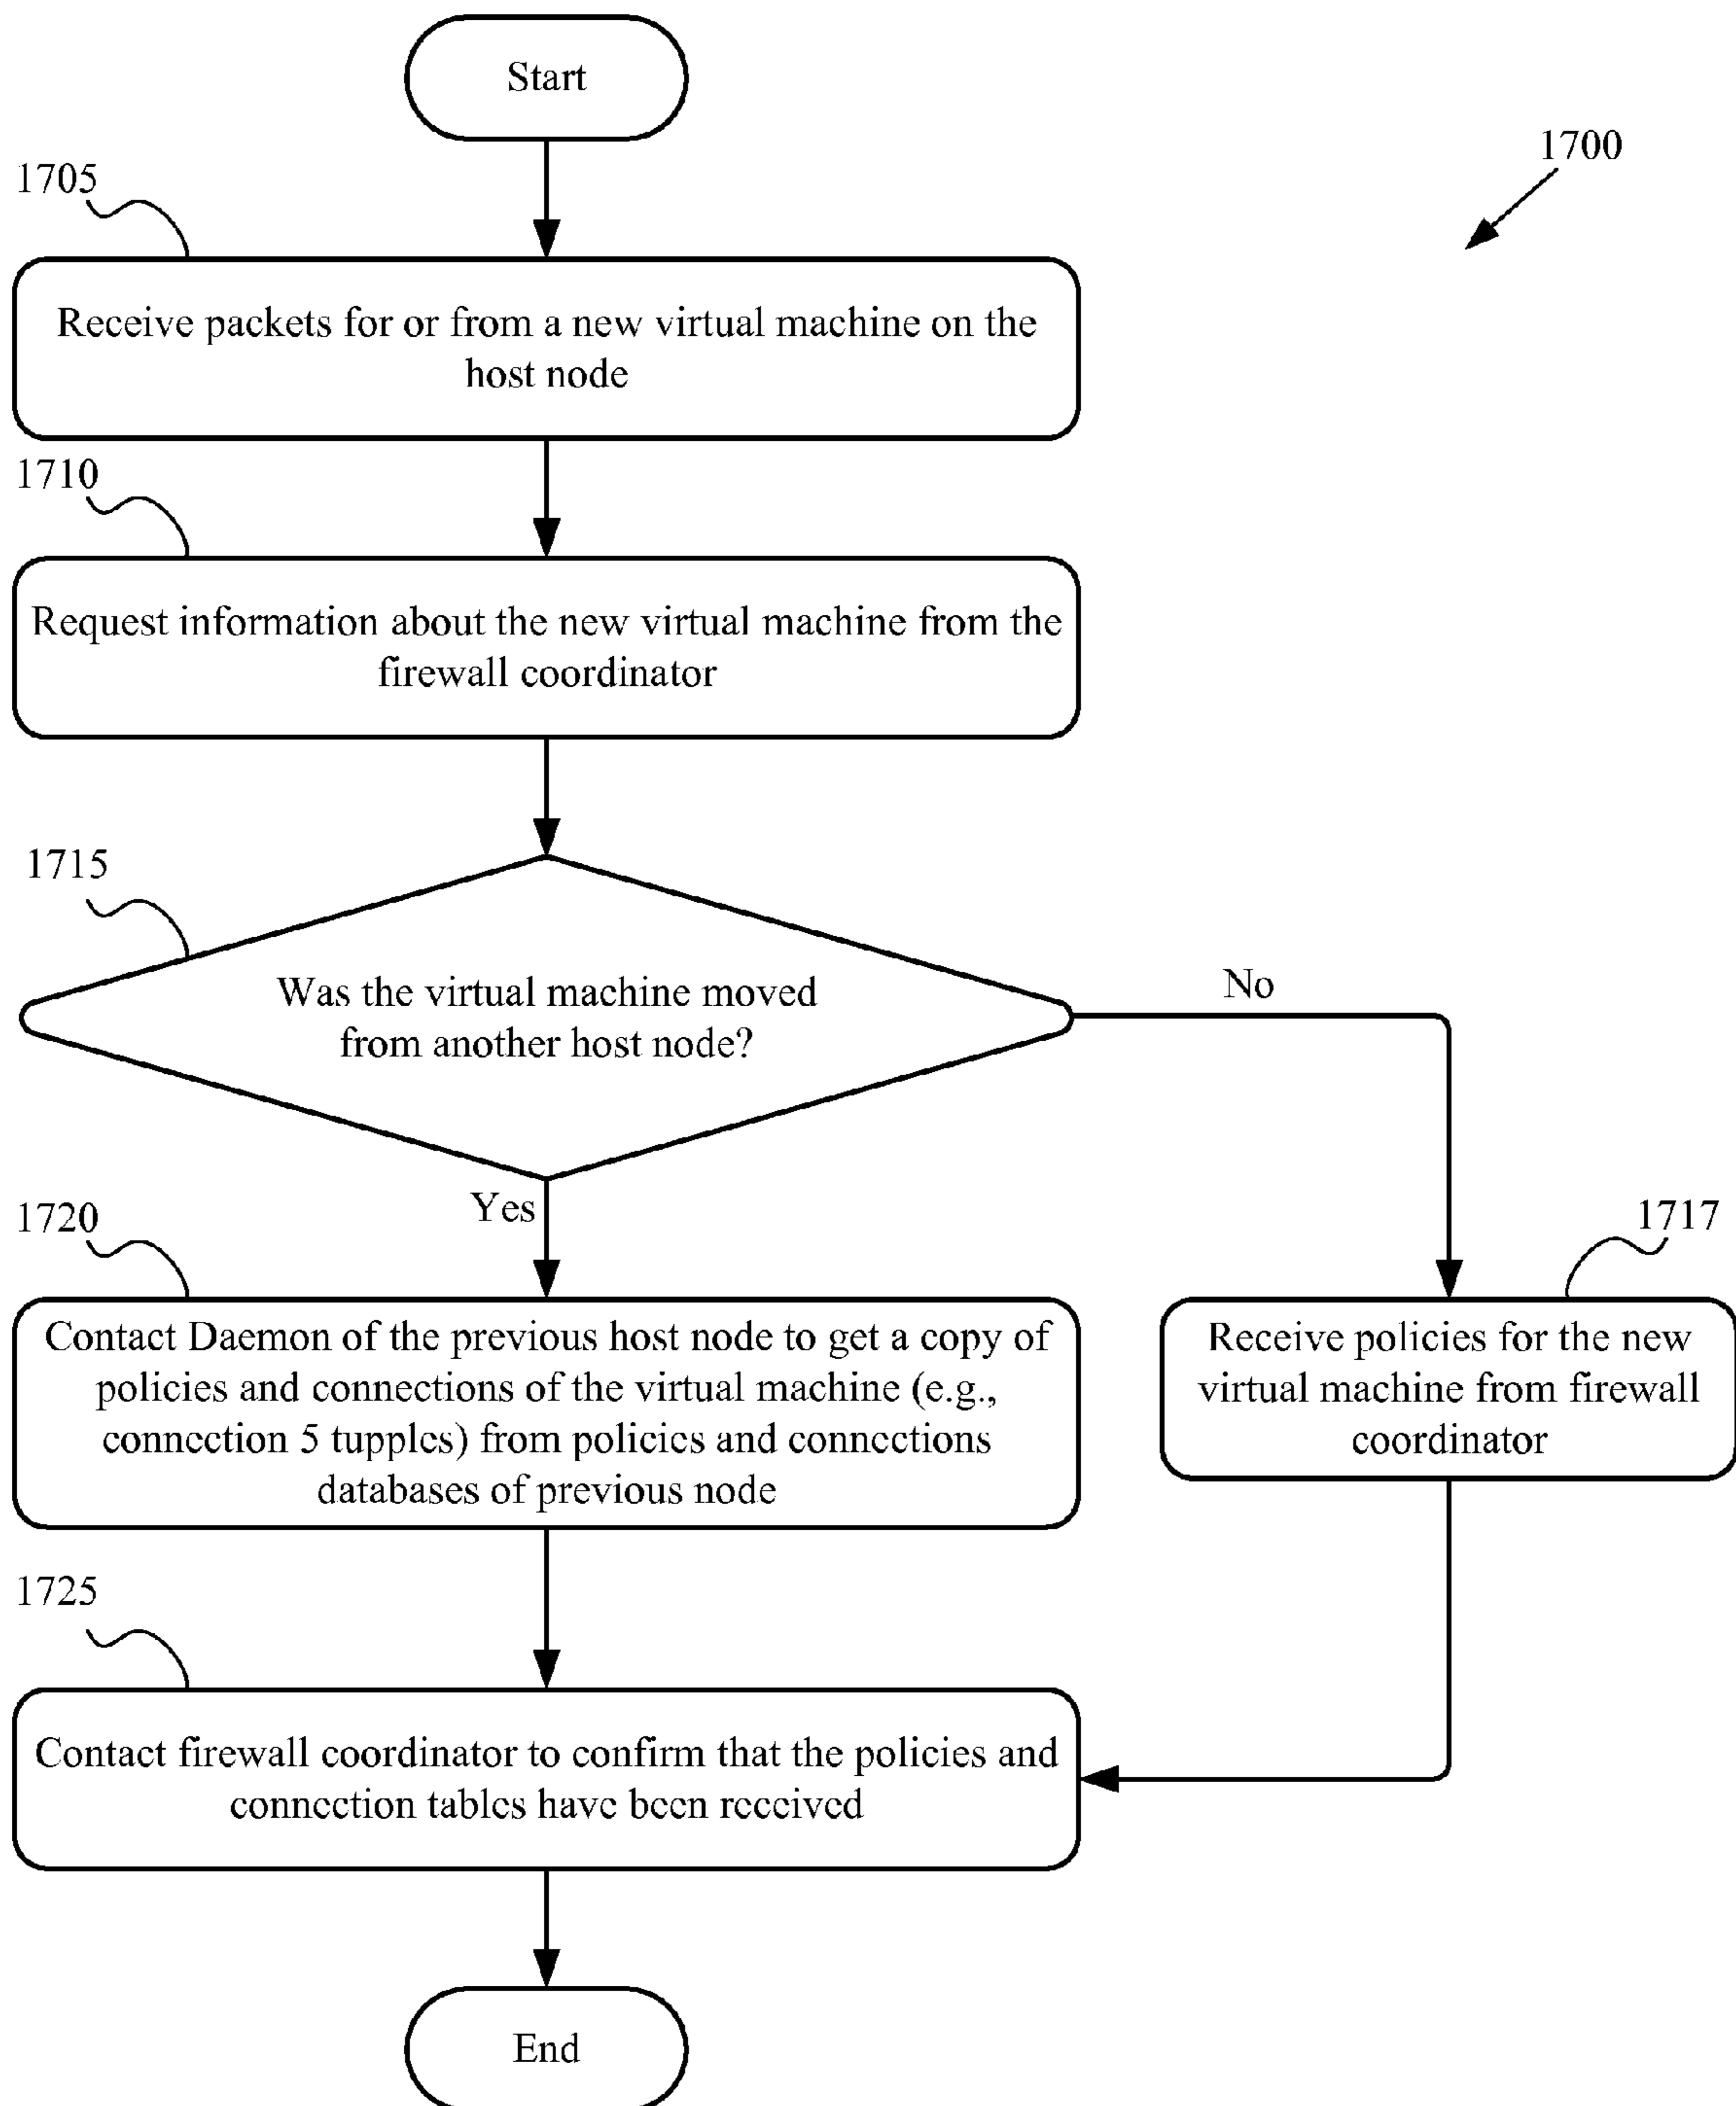 Start
1700
1705
Receive packets for or from a new virtual machine on the
host node
1710
Request information about the new virtual machine from the
firewall coordinator
1715
Was the virtual machine moved
from another host node?
No
Yes
1720
1717
Contact Daemon of the previous host node to get a copy of
policies and connections of the virtual machine (e.g.,
connection 5 tupples) from policies and connections
databases of previous node
Receive policies for the new
virtual machine from firewall
coordinator
1725
Contact firewall coordinator to confirm that the policies and
connection tables have been received
End